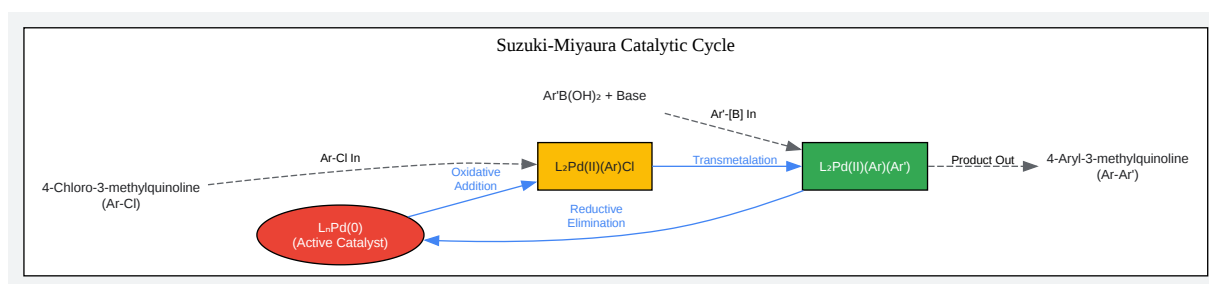 Suzuki-Miyaura Catalytic Cycle
Ar'B(OH)₂ + Base
Ar'-[B] In
Ar-Cl In
4-Chloro-3-methylquinoline
(Ar-Cl)
Oxidative
Addition
L₂Pd(II)(Ar)Cl
Transmetalation
L₂Pd(II)(Ar)(Ar')
Product Out
4-Aryl-3-methylquinoline
(Ar-Ar')
Reductive
Elimination
LₙPd(0)
(Active Catalyst)